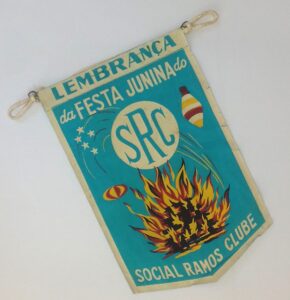 LEMBRANÇA
da FESTA JUNINA do
SRC
SOCIAL RAMOS CLUBE